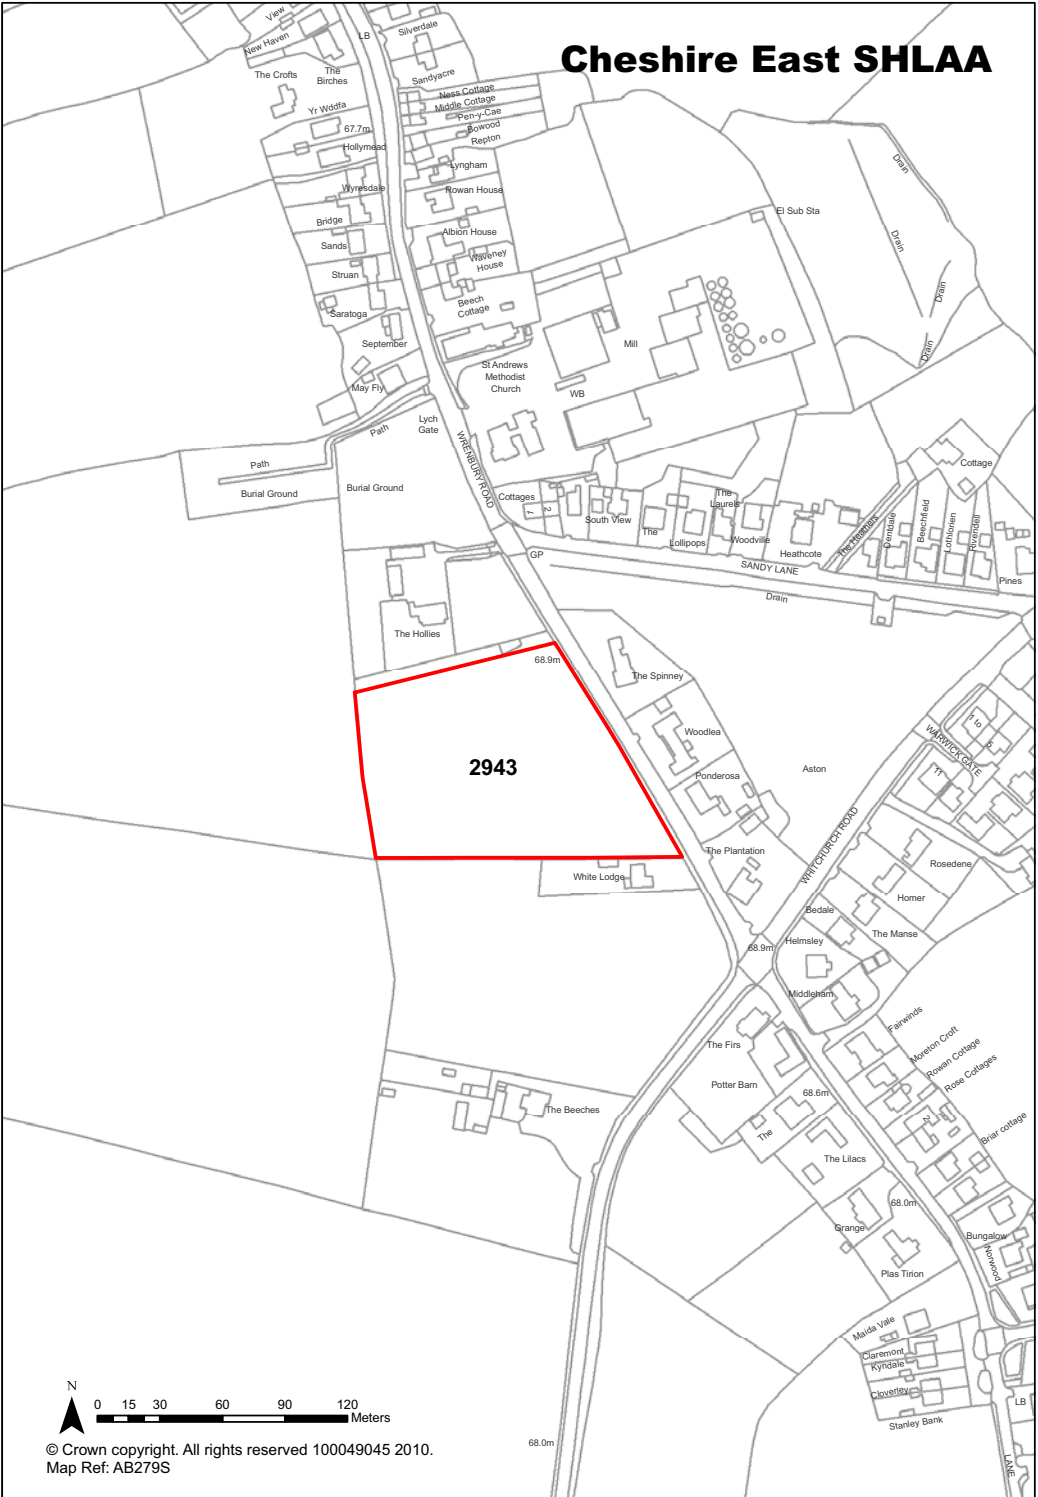 Cheshire East SHLAA
View
New Haven
LB
Silverdale
The Crofts
The
Birches
Sandyacre
Ness Cottage
Middle Cottage
Pen-y-Cae
Bowood
Repton
Yr Wddfa
67.7m
Hollymead
Lyngham
Wyresdale
Rowan House
Bridge
Albion House
Sands
Waveney
House
Struan
Beech
Cottage
Saratoga
September
El Sub Sta
Drain
Drain
Drain
Drain
Mill
St Andrews
Methodist
Church
WB
May Fly
Lych
Gate
Path
Path
Burial Ground
Burial Ground
WRENBURY ROAD
Cottages
1
2
South View
The
Lollipops
The
Laurels
Woodville
Heathcote
The Heathers
Dentdale
Beechfield
Lothlorien
Rivendell
Cottage
Pines
GP
SANDY LANE
Drain
The Hollies
68.9m
The Spinney
Woodlea
Ponderosa
Aston
2943
1 to
5
WARWICK GATE
11
WHITCHURCH ROAD
The Plantation
White Lodge
Rosedene
Homer
Bedale
The Manse
Helmsley
68.9m
Middleham
Fairwinds
Moreton Croft
Rowan Cottage
Rose Cottages
2
Briar cottage
The Firs
Potter Barn
68.6m
The
The Lilacs
The Beeches
68.0m
Grange
Bungalow
Norwood
Plas Tirion
Maida Vale
Claremont
Kyndale
Cloverley
Stanley Bank
LB
LANE
68.0m
N
0 15 30 60 90 120
Meters
© Crown copyright. All rights reserved 100049045 2010.
Map Ref: AB279S